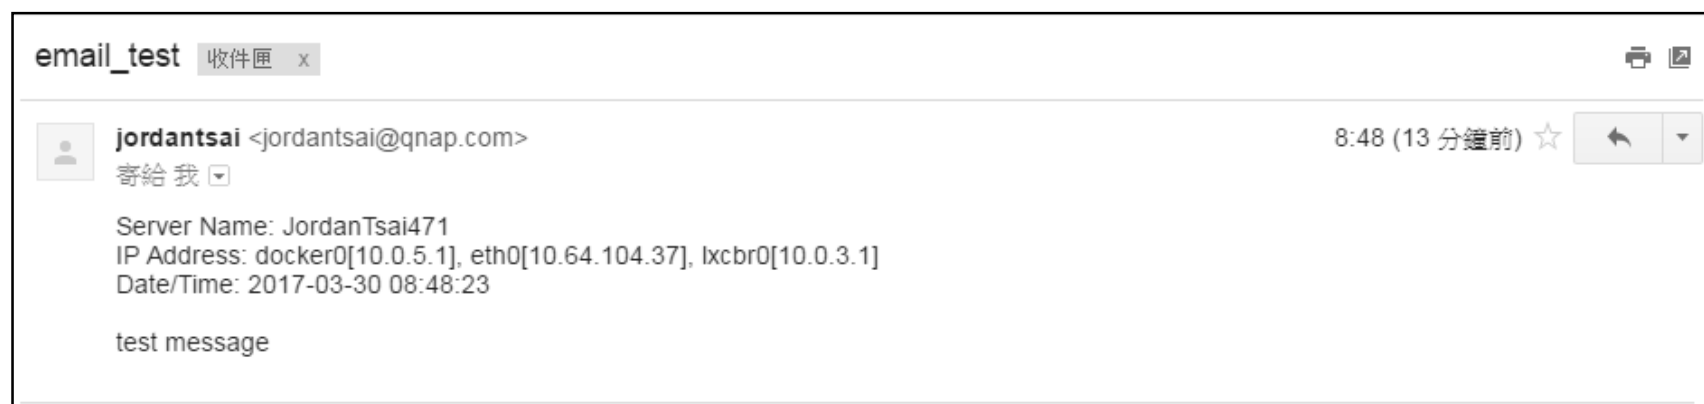 email_test 收件匣 x
jordantsai <jordantsai@qnap.com> 8:48 (13 分鐘前)
寄給 我
Server Name: JordanTsai471
IP Address: docker0[10.0.5.1], eth0[10.64.104.37], lxcbr0[10.0.3.1]
Date/Time: 2017-03-30 08:48:23
test message